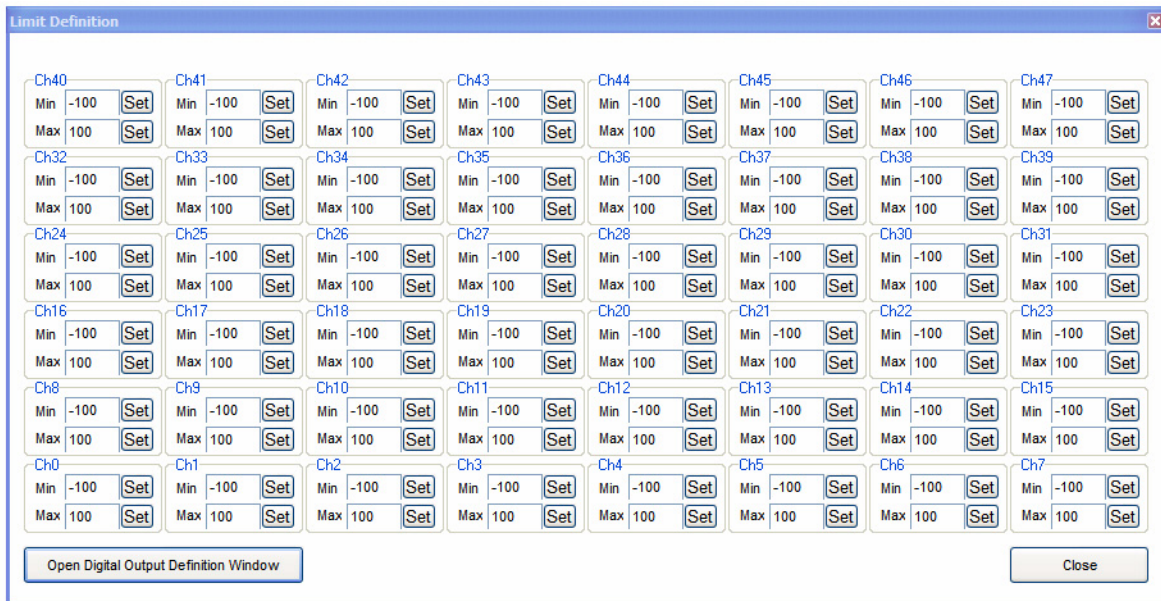 Limit Definition
Ch40 Ch41 Ch42 Ch43 Ch44 Ch45 Ch46 Ch47
Min -100 Set Min -100 Set Min -100 Set Min -100 Set Min -100 Set Min -100 Set Min -100 Set Min -100 Set
Max 100 Set Max 100 Set Max 100 Set Max 100 Set Max 100 Set Max 100 Set Max 100 Set Max 100 Set
Ch32 Ch33 Ch34 Ch35 Ch36 Ch37 Ch38 Ch39
Min -100 Set Min -100 Set Min -100 Set Min -100 Set Min -100 Set Min -100 Set Min -100 Set Min -100 Set
Max 100 Set Max 100 Set Max 100 Set Max 100 Set Max 100 Set Max 100 Set Max 100 Set Max 100 Set
Ch24 Ch25 Ch26 Ch27 Ch28 Ch29 Ch30 Ch31
Min -100 Set Min -100 Set Min -100 Set Min -100 Set Min -100 Set Min -100 Set Min -100 Set Min -100 Set
Max 100 Set Max 100 Set Max 100 Set Max 100 Set Max 100 Set Max 100 Set Max 100 Set Max 100 Set
Ch16 Ch17 Ch18 Ch19 Ch20 Ch21 Ch22 Ch23
Min -100 Set Min -100 Set Min -100 Set Min -100 Set Min -100 Set Min -100 Set Min -100 Set Min -100 Set
Max 100 Set Max 100 Set Max 100 Set Max 100 Set Max 100 Set Max 100 Set Max 100 Set Max 100 Set
Ch8 Ch9 Ch10 Ch11 Ch12 Ch13 Ch14 Ch15
Min -100 Set Min -100 Set Min -100 Set Min -100 Set Min -100 Set Min -100 Set Min -100 Set Min -100 Set
Max 100 Set Max 100 Set Max 100 Set Max 100 Set Max 100 Set Max 100 Set Max 100 Set Max 100 Set
Ch0 Ch1 Ch2 Ch3 Ch4 Ch5 Ch6 Ch7
Min -100 Set Min -100 Set Min -100 Set Min -100 Set Min -100 Set Min -100 Set Min -100 Set Min -100 Set
Max 100 Set Max 100 Set Max 100 Set Max 100 Set Max 100 Set Max 100 Set Max 100 Set Max 100 Set
Open Digital Output Definition Window Close